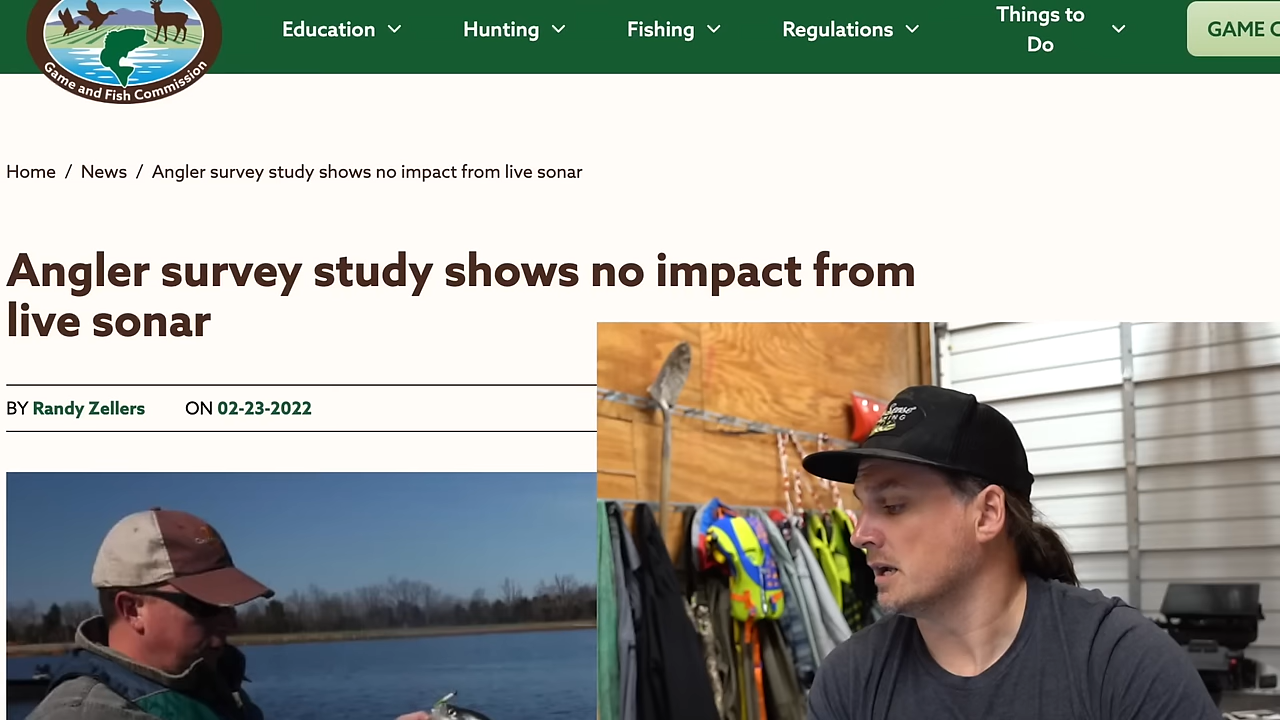 Education
Hunting
Fishing
Regulations
Things to
Do
GAME C
Game and Fish Commission
Home / News / Angler survey study shows no impact from live sonar
Angler survey study shows no impact from
live sonar
BY Randy Zellers ON 02-23-2022